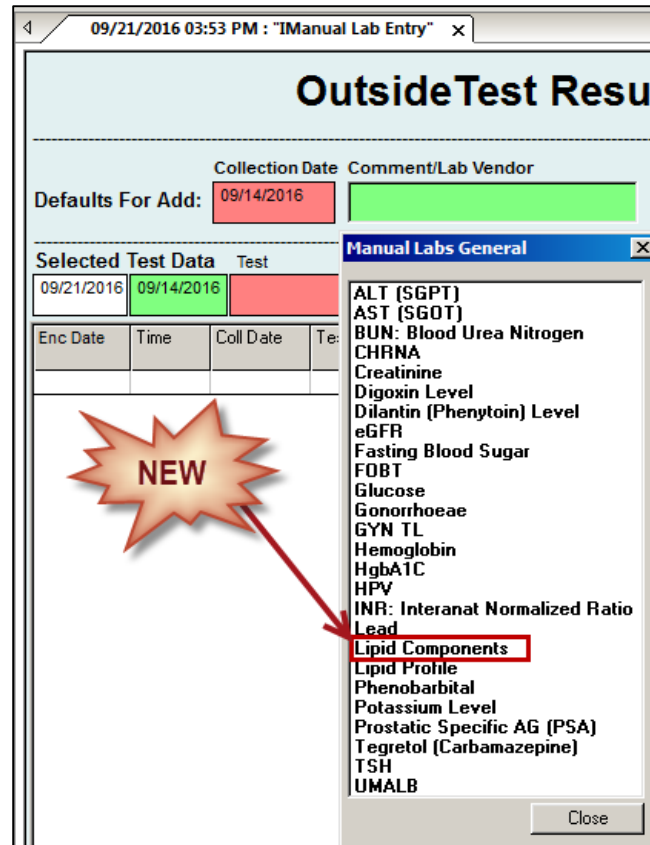 09/21/2016 03:53 PM : "IManual Lab Entry" x
OutsideTest Resu
Collection Date Comment/Lab Vendor
Defaults For Add: 09/14/2016
Manual Labs General X
Selected Test Data Test
09/21/2016 09/14/2016
Enc Date Time Coll Date
ALT (SGPT)
AST (SGOT)
BUN: Blood Urea Nitrogen
CHRNA
Creatinine
Digoxin Level
Dilantin (Phenytoin) Level
eGFR
Fasting Blood Sugar
FOBT
Glucose
Gonorrhoeae
GYN TL
Hemoglobin
HgbA1C
HPV
INR: Interanat Normalized Ratio
Lead
Lipid Components
Lipid Profile
Phenobarbital
Potassium Level
Prostatic Specific AG (PSA)
Tegretol (Carbamazepine)
TSH
UMALB
NEW
Close